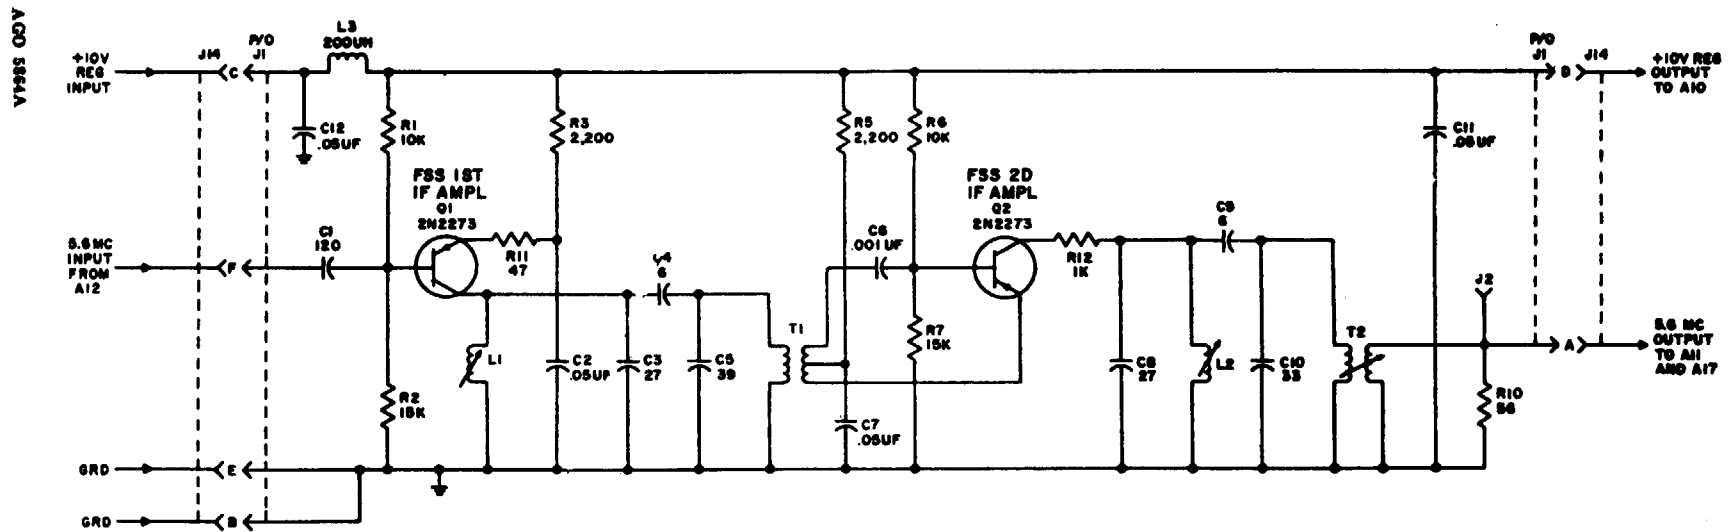 AGO 5864A
+10V
REG
INPUT
J14
P/O
J1
C
L3
200UH
C12
.05UF
R1
10K
R3
2,200
R5
2,200
R6
10K
P/O
J1
D
J14
+10V REG
OUTPUT
TO A10
C11
.05UF
FSS 1ST
IF AMPL
Q1
2N2273
FSS 2D
IF AMPL
Q2
2N2273
5.6 MC
INPUT
FROM
A12
F
C1
120
R11
47
6
C6
.001UF
R12
1K
C9
6
J2
L1
C2
.05UF
C3
27
C5
39
T1
R7
15K
C8
27
L2
C10
33
T2
A
5.6 MC
OUTPUT
TO A11
AND A17
R2
15K
C7
.05UF
R10
56
GRD
E
GRD
B